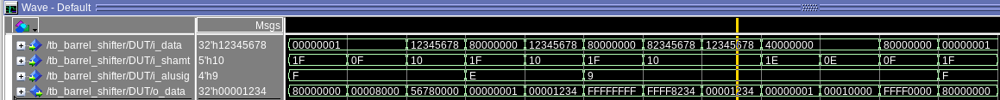 Wave - Default
Msgs
/tb_barrel_shifter/DUT/i_data 32'h12345678 00000001 12345678 80000000 12345678 80000000 82345678 12345678 40000000 80000000 00000001
/tb_barrel_shifter/DUT/i_shamt 5'h10 1F 0F 10 1F 10 1F 10 1E 0E 0F 1F
/tb_barrel_shifter/DUT/i_alusig 4'h9 F E 9 F
/tb_barrel_shifter/DUT/o_data 32'h00001234 80000000 00008000 56780000 00000001 00001234 FFFFFFFF FFFF8234 00001234 00000001 00010000 FFFF0000 80000000